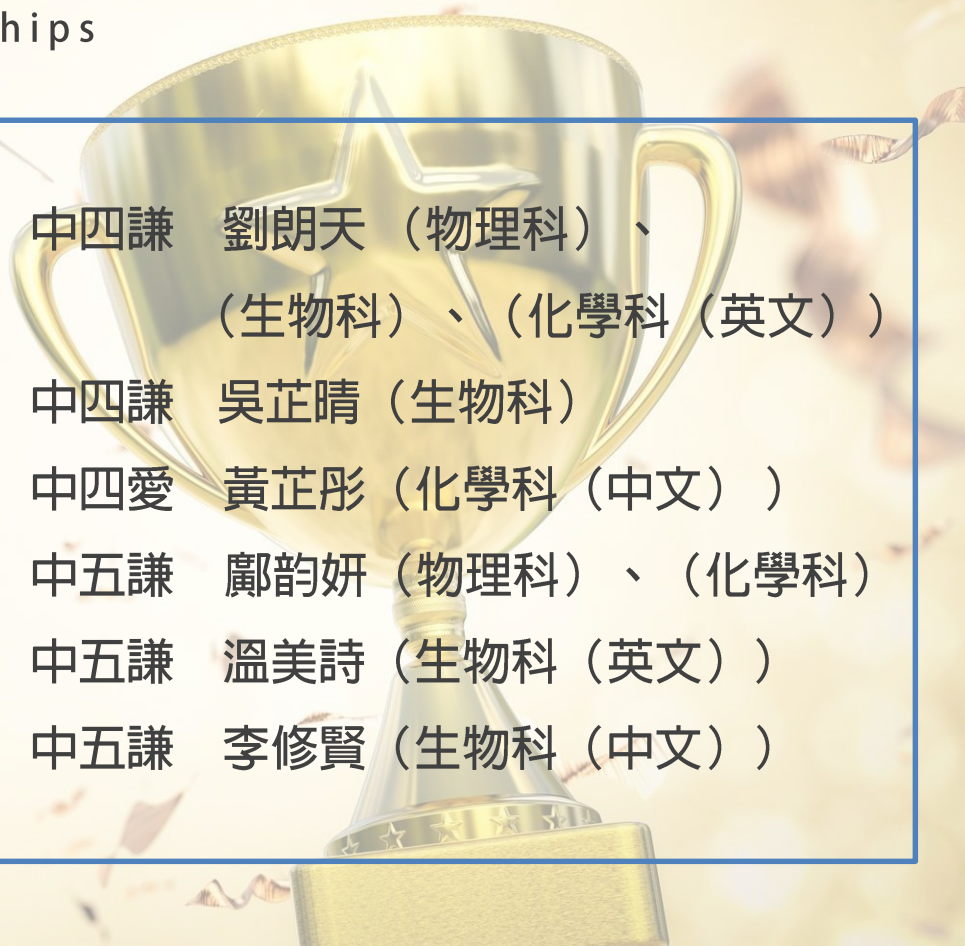 hips
中四謙　劉朗天（物理科）、
（生物科）、（化學科（英文））
中四謙　吳芷晴（生物科）
中四愛　黃芷彤（化學科（中文））
中五謙　鄺韵妍（物理科）、（化學科）
中五謙　溫美詩（生物科（英文））
中五謙　李修賢（生物科（中文））